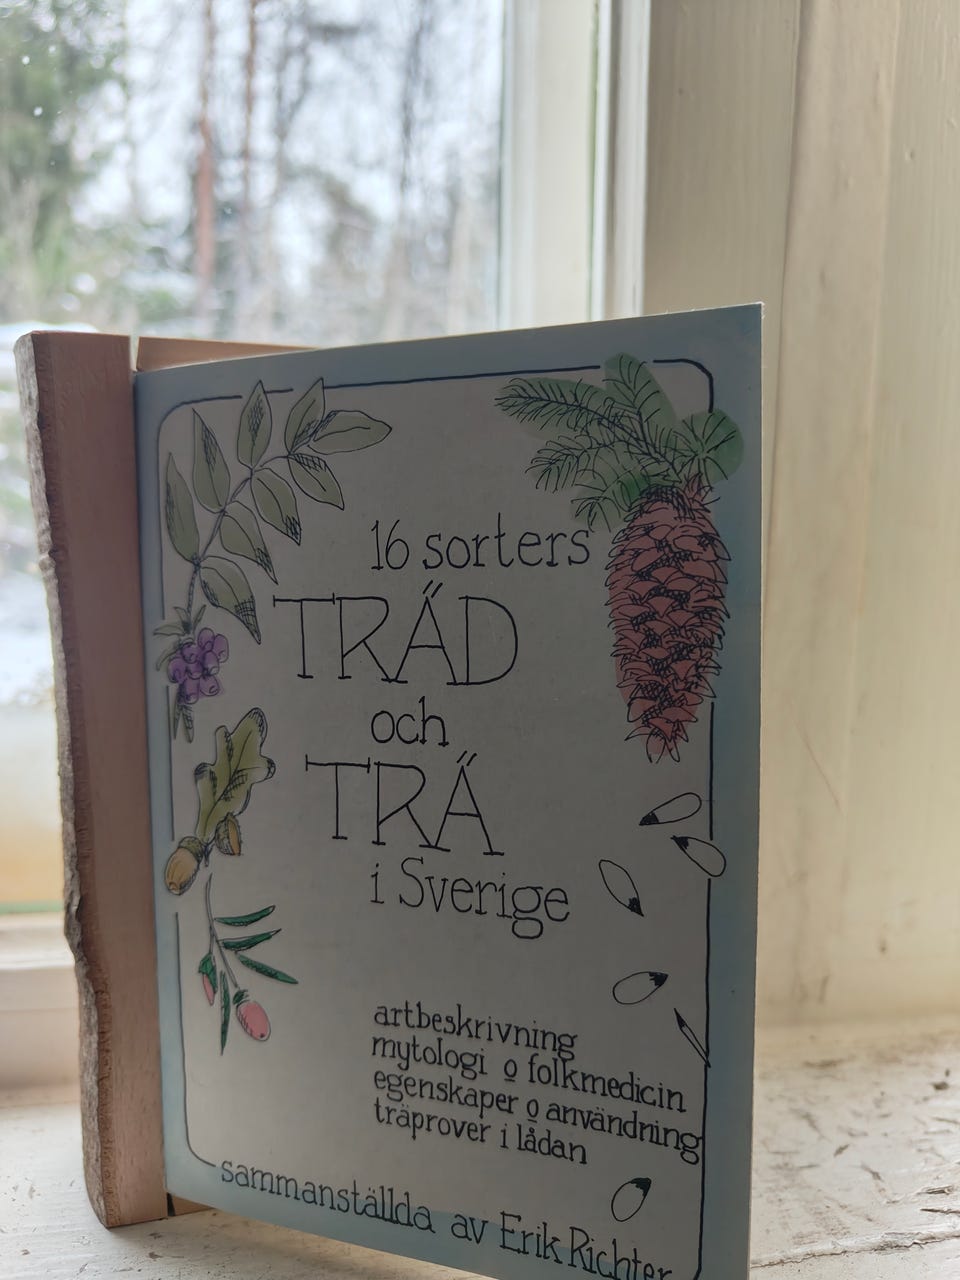 16 sorters
TRÄD
och
TRÄ
i Sverige
artbeskrivning
mytologi o folkmedicin
egenskaper o användning
träprover i lådan
sammanställda av Erik Richter